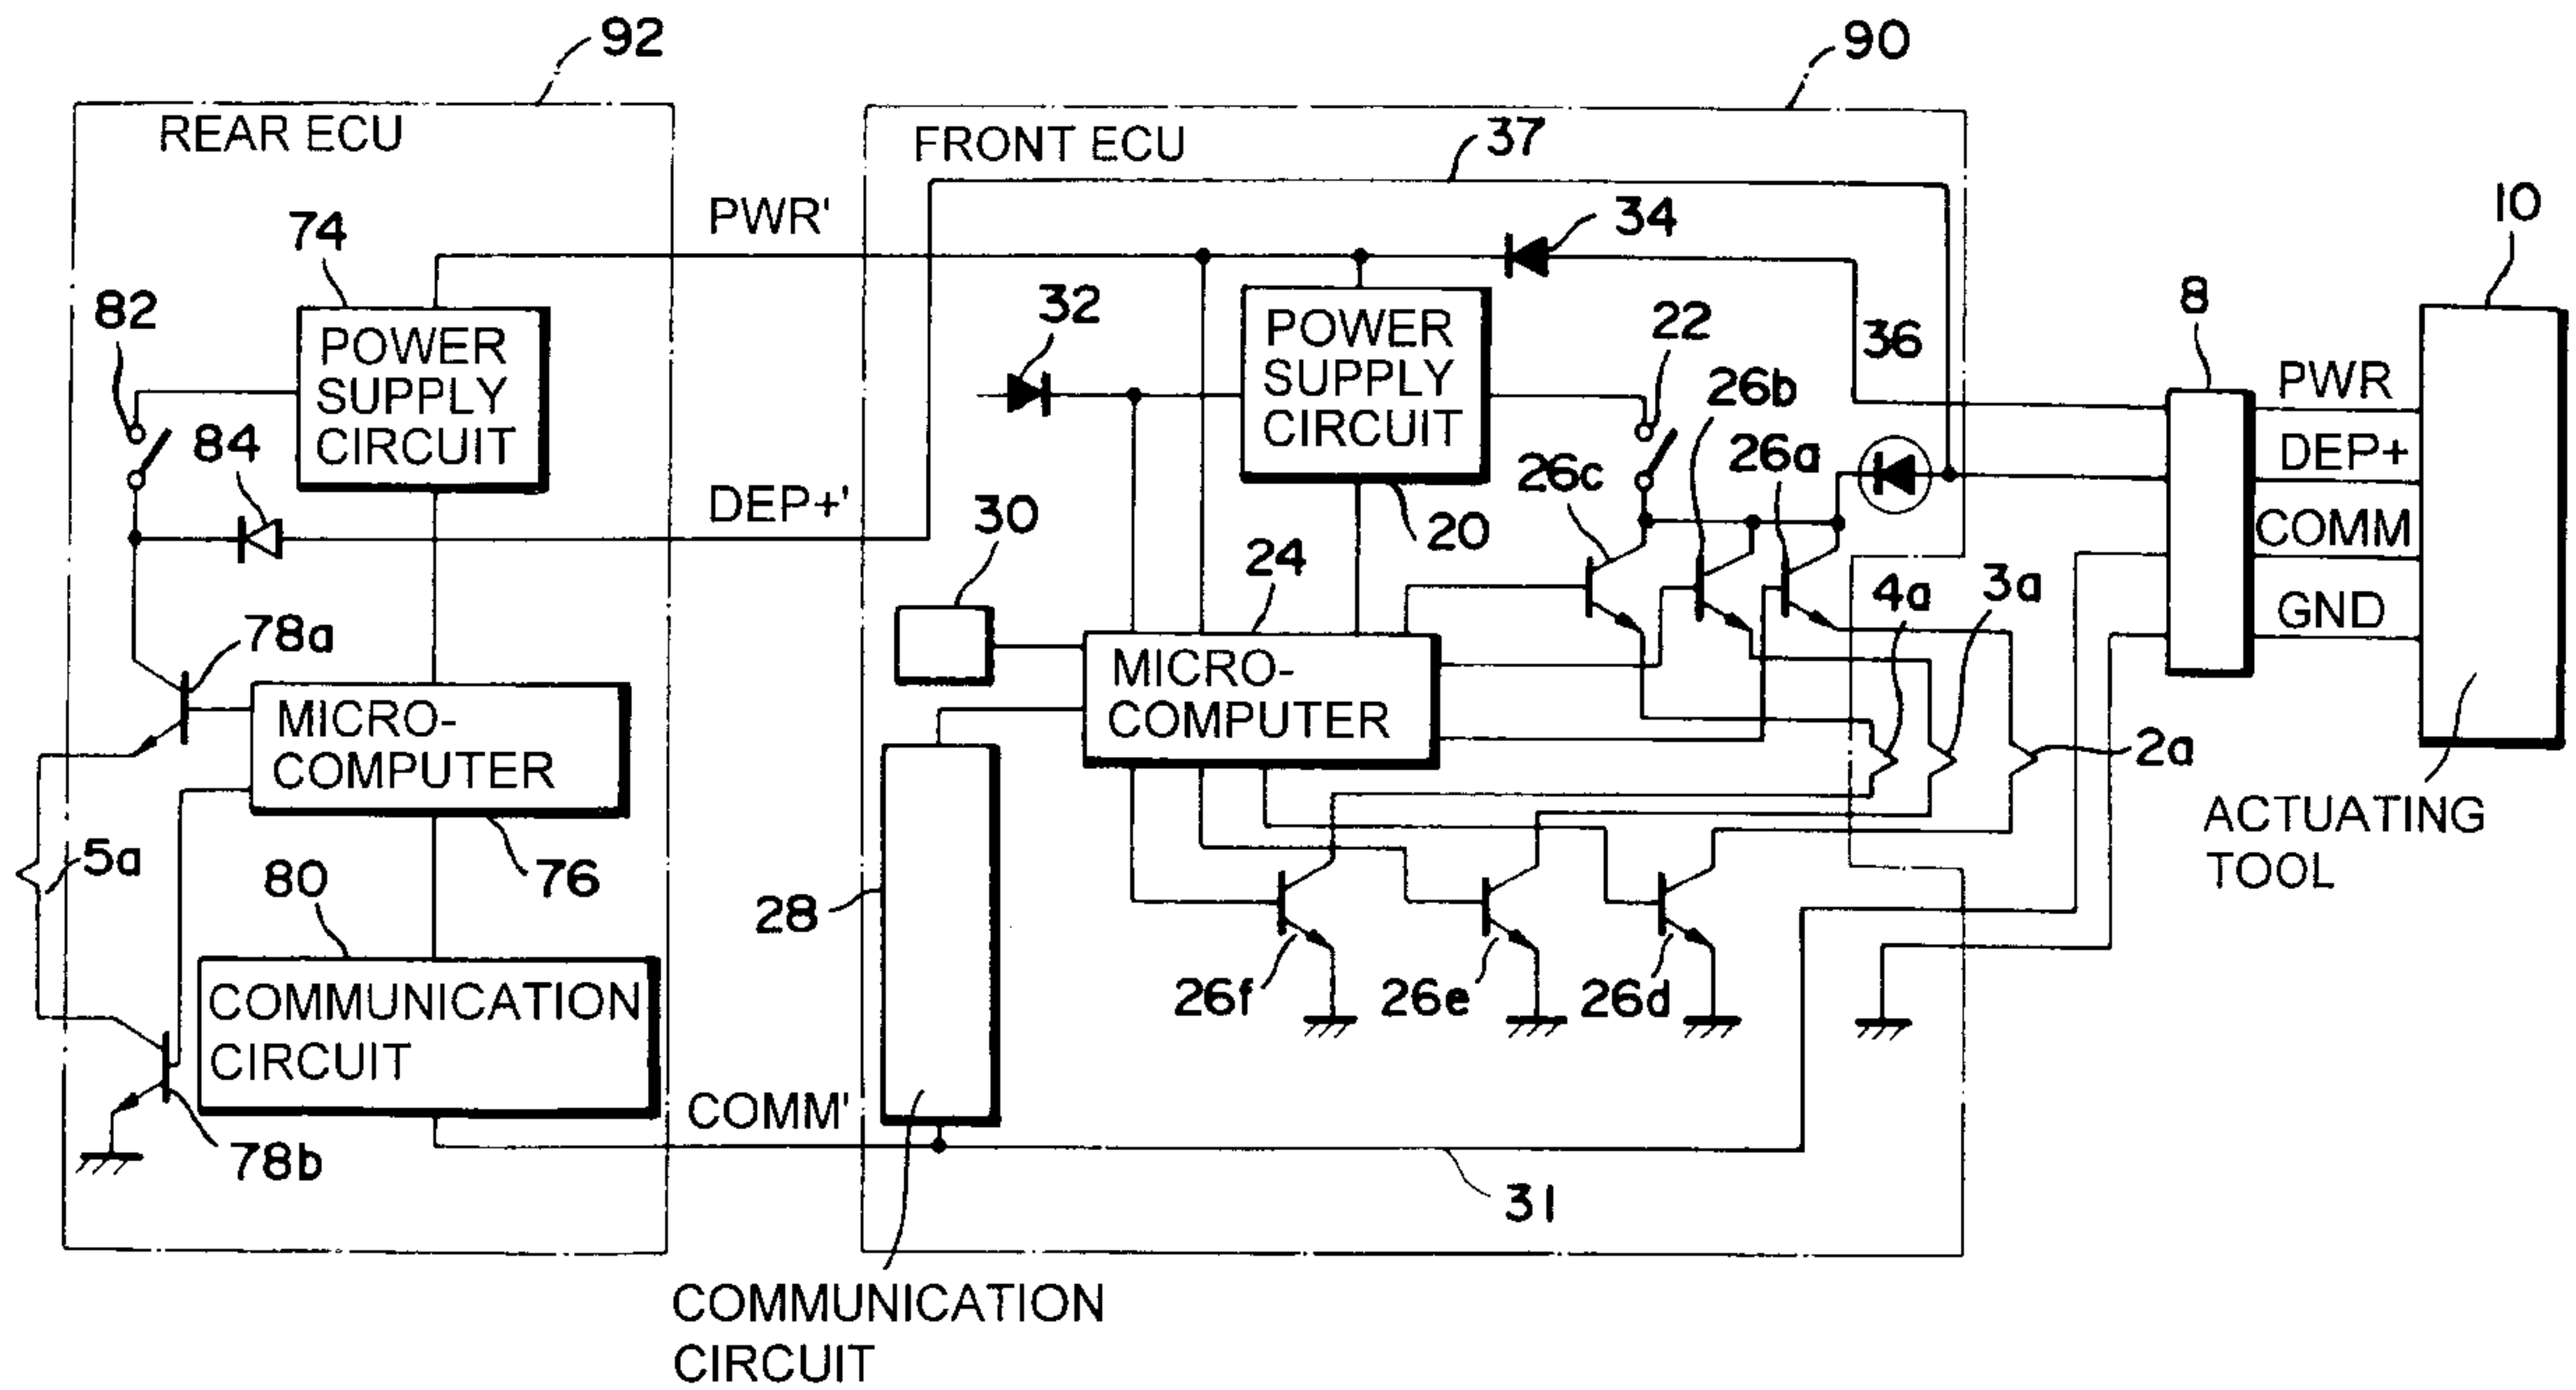 92
90
REAR ECU
FRONT ECU
37
PWR'
34
10
74
82
32
POWER
SUPPLY
CIRCUIT
POWER
SUPPLY
CIRCUIT
22
36
8
PWR
26b
84
26c
26a
DEP+
DEP+'
30
20
COMM
24
4a
3a
GND
78a
MICRO-
COMPUTER
MICRO-
COMPUTER
2a
ACTUATING
TOOL
5a
80
76
28
COMMUNICATION
CIRCUIT
26f
26e
26d
COMM'
78b
31
COMMUNICATION
CIRCUIT